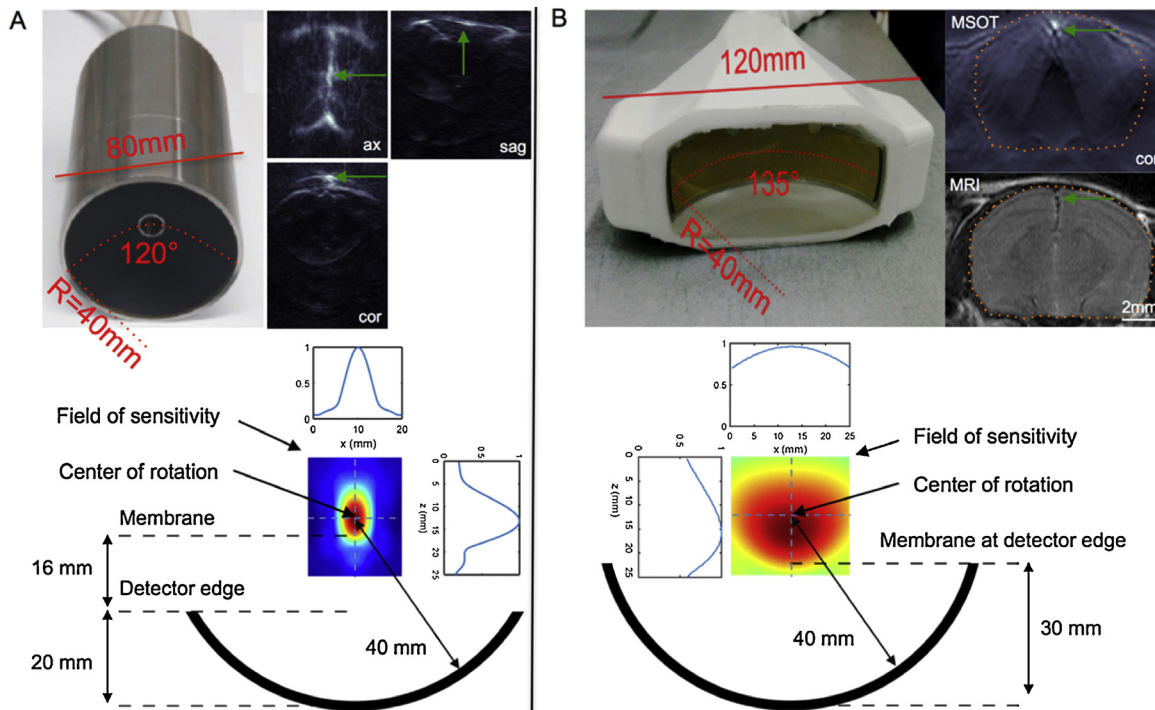 A
80mm
120°
R=40mm
ax
sag
cor
B
120mm
135°
R=40mm
MSOT
cor
MRI
2mm
1
0.5
0
0
10
20
x (mm)
Field of sensitivity
Center of rotation
Membrane
16 mm
Detector edge
20 mm
40 mm
0
0.5
1
0
5
10
15
20
25
z (mm)
1
0.5
0
0
5
10
15
20
25
x (mm)
0
0.5
1
0
5
10
15
20
25
z (mm)
Field of sensitivity
Center of rotation
Membrane at detector edge
40 mm
30 mm